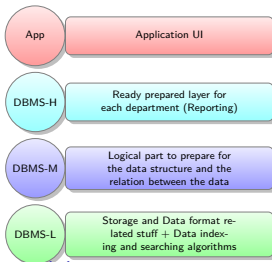 App
Application UI
DBMS-H
Ready prepared layer for
each department (Reporting)
DBMS-M
Logical part to prepare for
the data structure and the
relation between the data
DBMS-L
Storage and Data format re-
lated stuff + Data index-
ing and searching algorithms